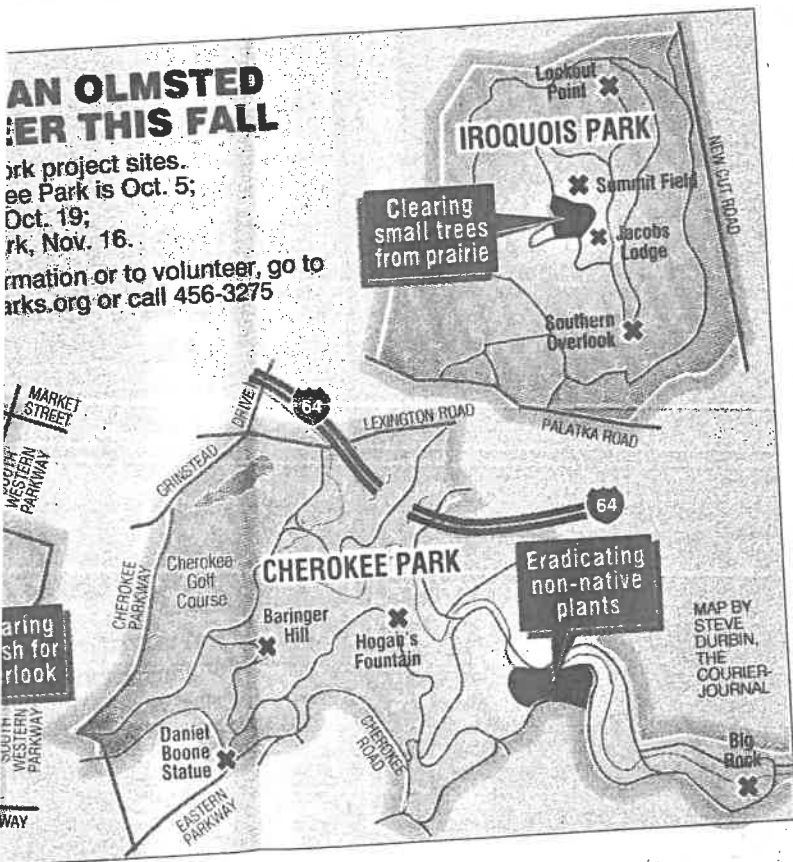 AN OLMSTED
ER THIS FALL
ork project sites.
ee Park is Oct. 5;
Oct. 19;
rk, Nov. 16.
rmation or to volunteer, go to
arks.org or call 456-3275
Lookout
Point
IROQUOIS PARK
NEW CUT ROAD
Summit Field
Clearing
small trees
from prairie
Jacobs
Lodge
Southern
Overlook
PALATKA ROAD
MARKET
STREET
SOUTH
WESTERN
PARKWAY
GRINSTEAD
DRIVE
64
LEXINGTON ROAD
64
CHEROKEE
PARKWAY
Cherokee
Golf
Course
CHEROKEE PARK
Eradicating
non-native
plants
Baringer
Hill
Hogan's
Fountain
MAP BY
STEVE
DURBIN,
THE
COURIER-
JOURNAL
aring
sh for
rlook
SOUTH
WESTERN
PARKWAY
WAY
Daniel
Boone
Statue
EASTERN
PARKWAY
CHEROKEE
ROAD
Big
Rock